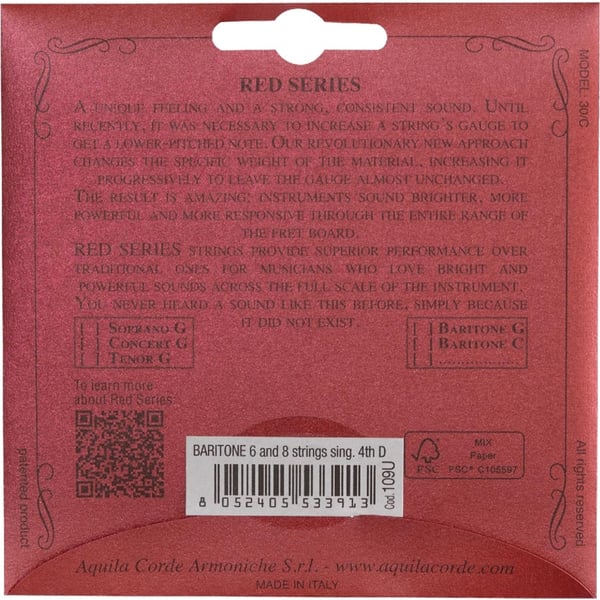 RED SERIES
A UNIQUE FEELING AND A STRONG, CONSISTENT SOUND. UNTIL
RECENTLY, IT WAS NECESSARY TO INCREASE A STRING'S GAUGE TO
GET A LOWER-PITCHED NOTE. OUR REVOLUTIONARY NEW APPROACH
CHANGES THE SPECIFIC WEIGHT OF THE MATERIAL, INCREASING IT
PROGRESSIVELY TO LEAVE THE GAUGE ALMOST UNCHANGED.
THE RESULT IS AMAZING; INSTRUMENTS SOUND BRIGHTER, MORE
POWERFUL AND MORE RESPONSIVE THROUGH THE ENTIRE RANGE OF
THE FRET BOARD.
RED SERIES STRINGS PROVIDE SUPERIOR PERFORMANCE OVER
TRADITIONAL ONES FOR MUSICIANS WHO LOVE BRIGHT AND
POWERFUL SOUNDS ACROSS THE FULL SCALE OF THE INSTRUMENT.
YOU NEVER HEARD A SOUND LIKE THIS BEFORE, SIMPLY BECAUSE
IT DID NOT EXIST.
[ ] SOPRANO G
[ ] CONCERT G
[ ] TENOR G
[ ] BARITONE G
[ ] BARITONE C
[ ] ......................
To learn more
about Red Series:
BARITONE 6 and 8 strings sing. 4th D
8 052405 533913
Cod. 109U
FSC
MIX
Paper
FSC® C105597
MODEL 30/C
patented product
All rights reserved
Aquila Corde Armoniche S.r.l. - www.aquilacorde.com
MADE IN ITALY